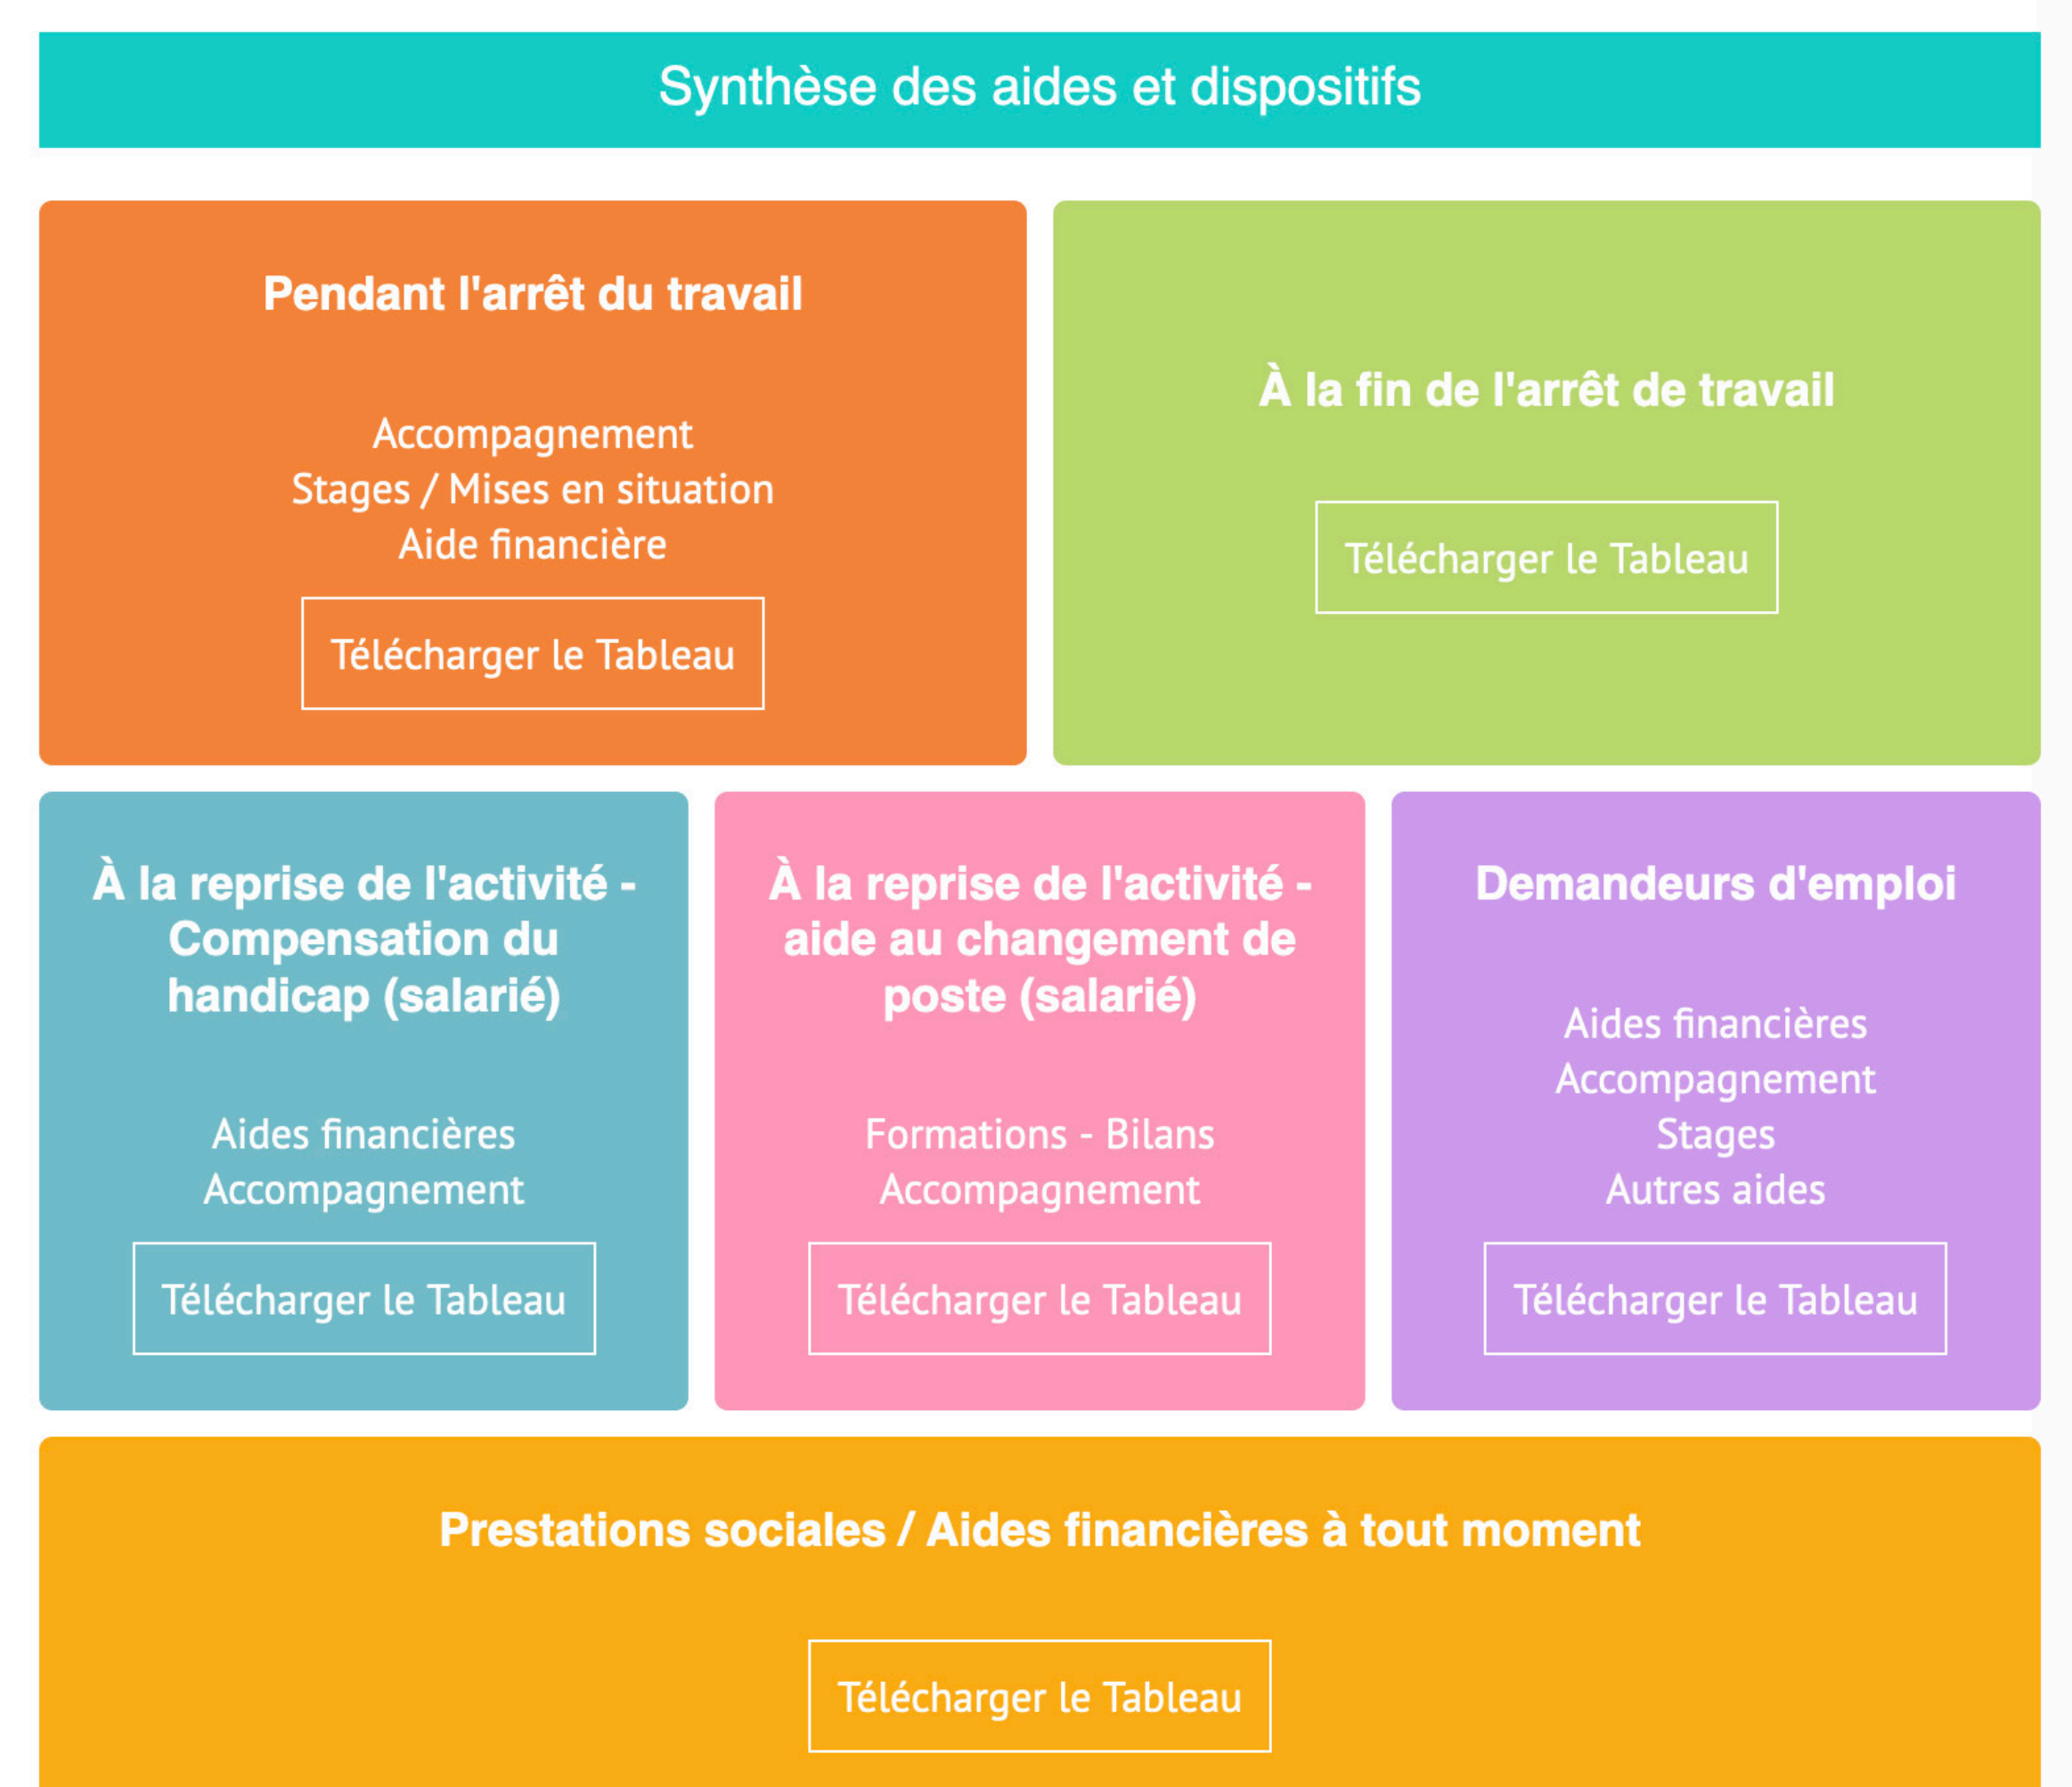 Synthèse des aides et dispositifs
Pendant l'arrêt du travail
Accompagnement
Stages / Mises en situation
Aide financière
Télécharger le Tableau
À la fin de l'arrêt de travail
Télécharger le Tableau
À la reprise de l'activité -
Compensation du
handicap (salarié)
Aides financières
Accompagnement
Télécharger le Tableau
À la reprise de l'activité -
aide au changement de
poste (salarié)
Formations - Bilans
Accompagnement
Télécharger le Tableau
Demandeurs d'emploi
Aides financières
Accompagnement
Stages
Autres aides
Télécharger le Tableau
Prestations sociales / Aides financières à tout moment
Télécharger le Tableau